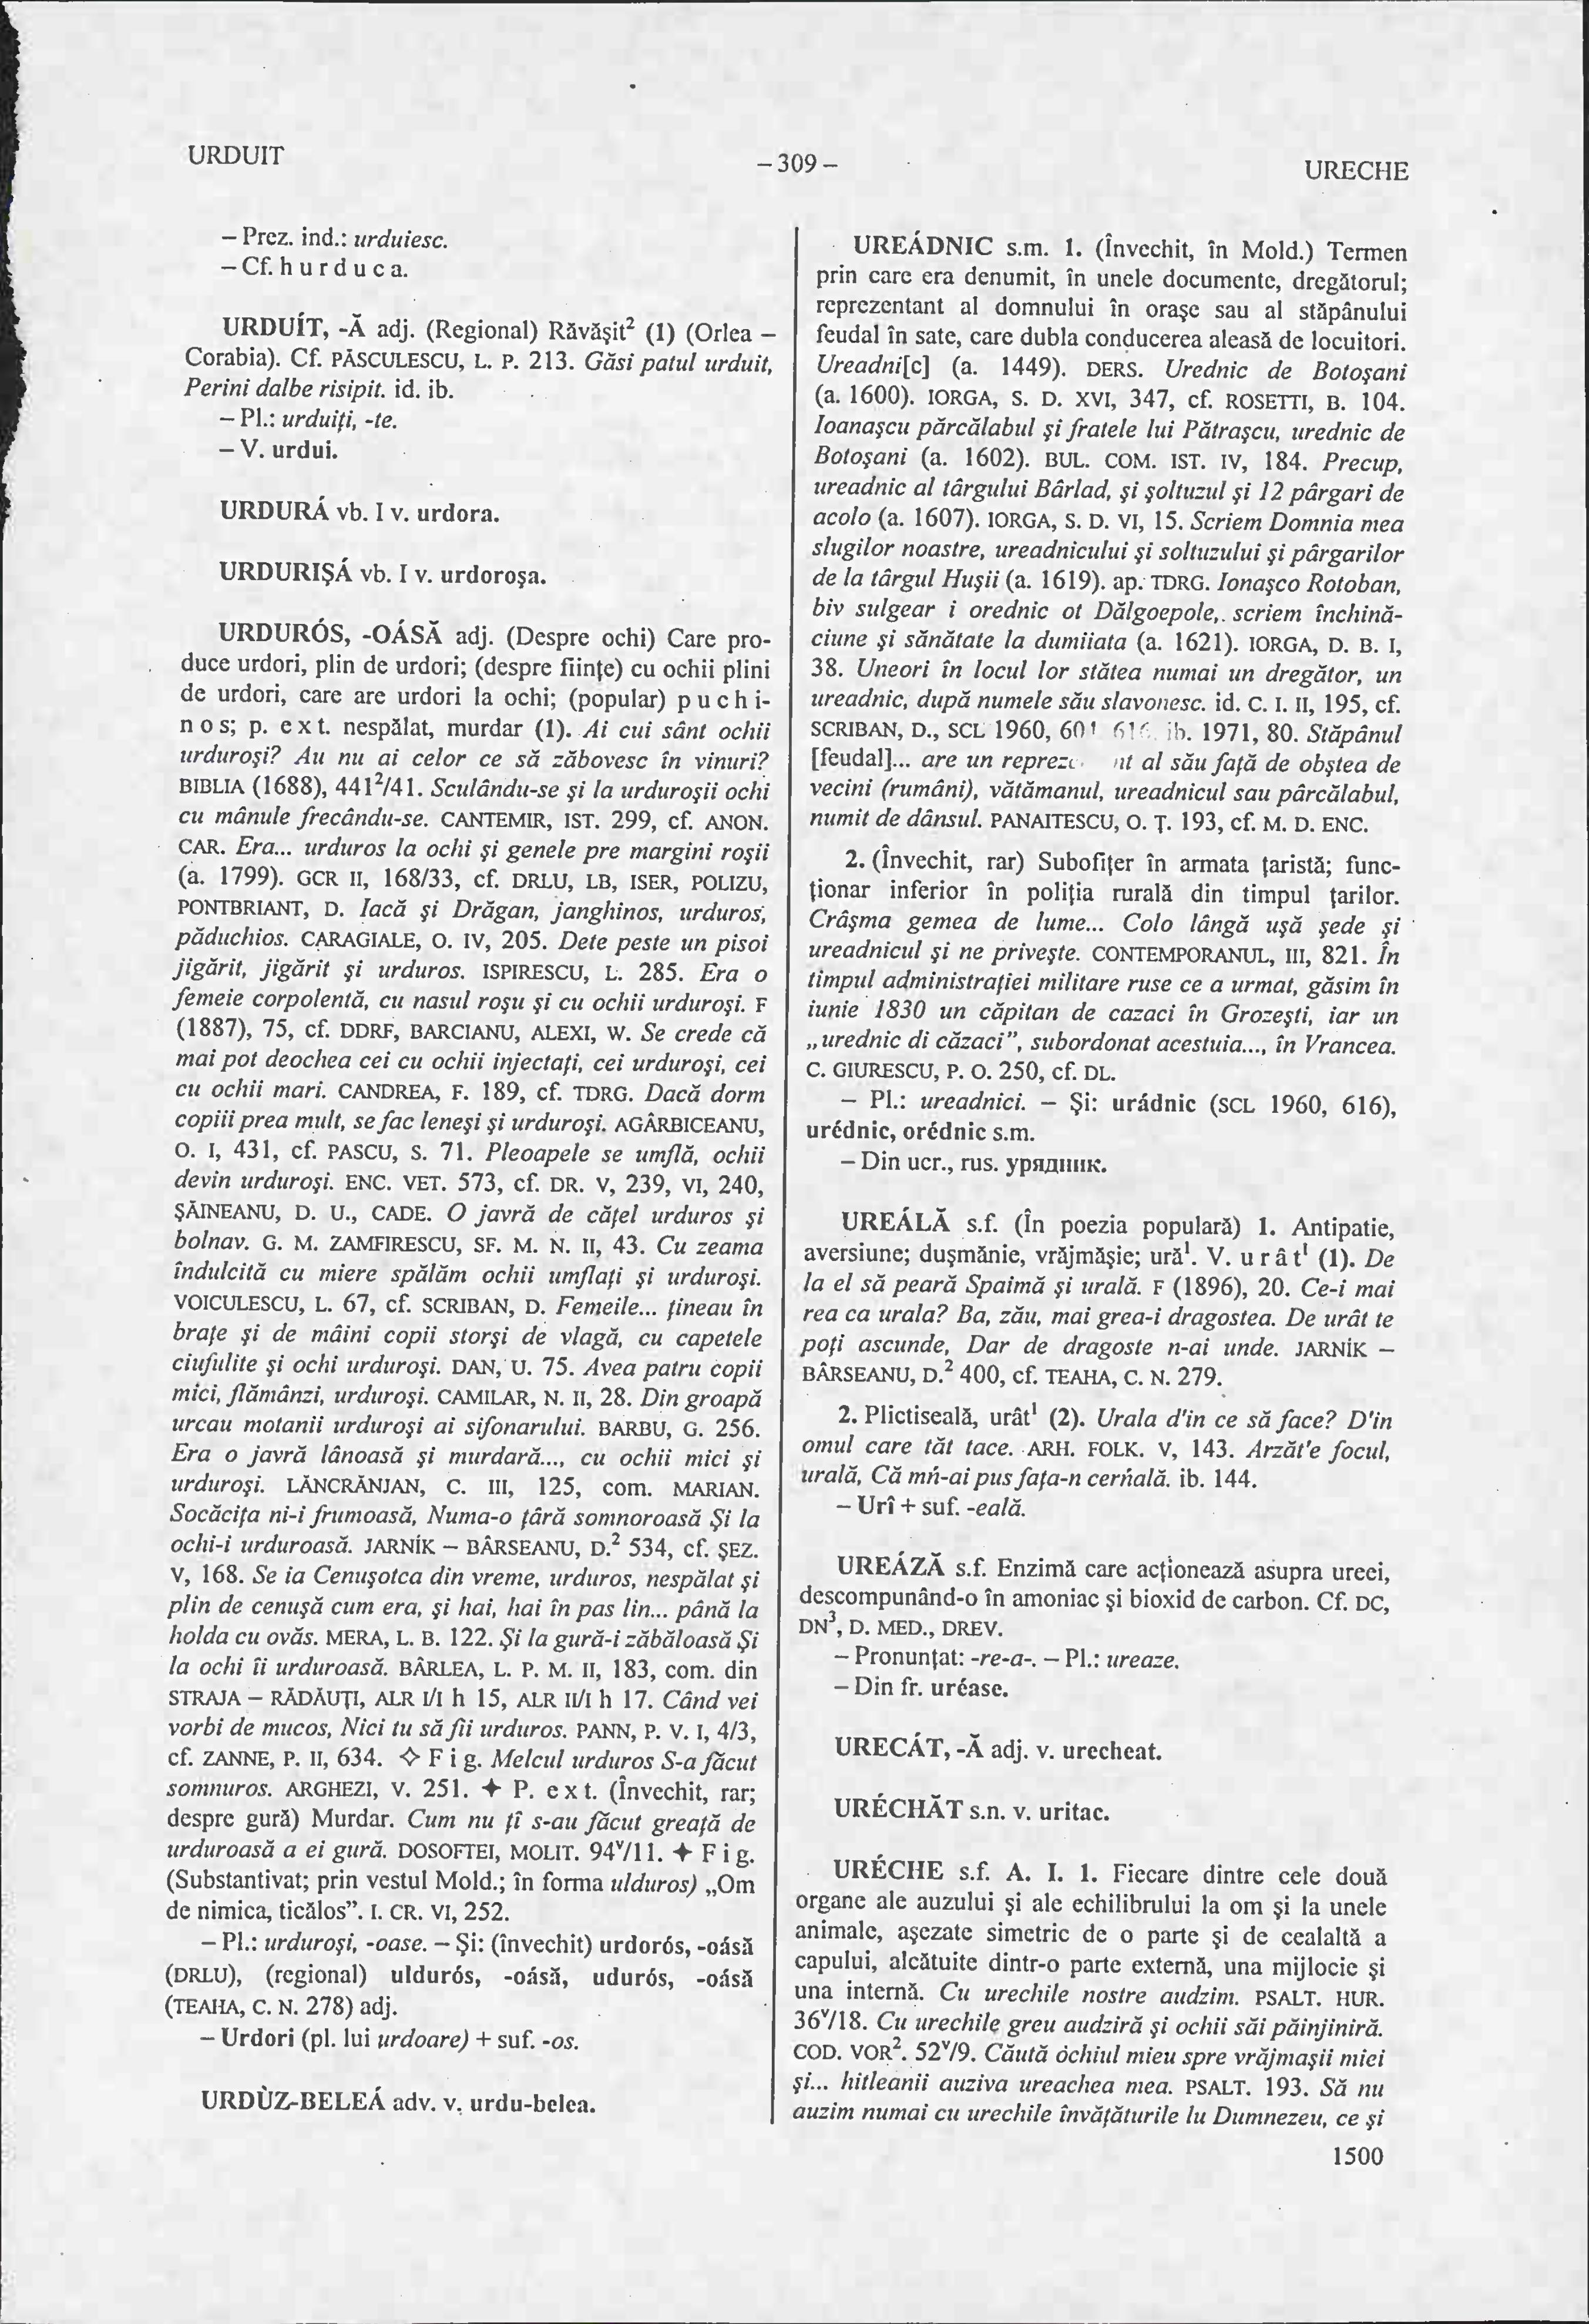 URDUIT
– 309 –
URECHE
– Prez. ind.: urduiesc.
– Cf. h u r d u c a.
URDUÍT, -Ă adj. (Regional) Răvăşit² (1) (Orlea –
Corabia). Cf. PĂSCULESCU, L. P. 213. Găsi patul urduit,
Perini dalbe risipit. id. ib.
– Pl.: urduiţi, -te.
– V. urdui.
URDURÁ vb. I v. urdora.
URDURIŞÁ vb. I v. urdoroşa.
URDURÓS, -OÁSĂ adj. (Despre ochi) Care pro-
duce urdori, plin de urdori; (despre fiinţe) cu ochii plini
de urdori, care are urdori la ochi; (popular) p u c h i-
n o s; p. e x t. nespălat, murdar (1). Ai cui sânt ochii
urduroşi? Au nu ai celor ce să zăbovesc în vinuri?
BIBLIA (1688), 441²/41. Sculându-se şi la urduroşii ochi
cu mânule frecându-se. CANTEMIR, IST. 299, cf. ANON.
CAR. Era... urduros la ochi şi genele pre margini roşii
(a. 1799). GCR II, 168/33, cf. DRLU, LB, ISER, POLIZU,
PONTBRIANT, D. Iacă şi Drăgan, janghinos, urduros,
păduchios. CARAGIALE, O. IV, 205. Dete peste un pisoi
jigărit, jigărit şi urduros. ISPIRESCU, L. 285. Era o
femeie corpolentă, cu nasul roşu şi cu ochii urduroşi. F
(1887), 75, cf. DDRF, BARCIANU, ALEXI, W. Se crede că
mai pot deochea cei cu ochii injectaţi, cei urduroşi, cei
cu ochii mari. CANDREA, F. 189, cf. TDRG. Dacă dorm
copiii prea mult, se fac leneşi şi urduroşi. AGÂRBICEANU,
O. I, 431, cf. PASCU, S. 71. Pleoapele se umflă, ochii
devin urduroşi. ENC. VET. 573, cf. DR. V, 239, VI, 240,
ŞĂINEANU, D. U., CADE. O javră de căţel urduros şi
bolnav. G. M. ZAMFIRESCU, SF. M. N. II, 43. Cu zeama
îndulcită cu miere spălăm ochii umflaţi şi urduroşi.
VOICULESCU, L. 67, cf. SCRIBAN, D. Femeile... ţineau în
braţe şi de mâini copii storşi de vlagă, cu capetele
ciufulite şi ochi urduroşi. DAN, U. 75. Avea patru copii
mici, flămânzi, urduroşi. CAMILAR, N. II, 28. Din groapă
urcau motanii urduroşi ai sifonarului. BARBU, G. 256.
Era o javră lânoasă şi murdară..., cu ochii mici şi
urduroşi. LĂNCRĂNJAN, C. III, 125, com. MARIAN.
Socăciţa ni-i frumoasă, Numa-o ţâră somnoroasă Şi la
ochi-i urduroasă. JARNÍK – BÂRSEANU, D.² 534, cf. ŞEZ.
V, 168. Se ia Cenuşotca din vreme, urduros, nespălat şi
plin de cenuşă cum era, şi hai, hai în pas lin... până la
holda cu ovăs. MERA, L. B. 122. Şi la gură-i zăbăloasă Şi
la ochi îi urduroasă. BÂRLEA, L. P. M. II, 183, com. din
STRAJA – RĂDĂUŢI, ALR I/I h 15, ALR II/I h 17. Când vei
vorbi de mucos, Nici tu să fii urduros. PANN, P. V. I, 4/3,
cf. ZANNE, P. II, 634. ◇ F i g. Melcul urduros S-a făcut
somnuros. ARGHEZI, V. 251. ✦ P. e x t. (Învechit, rar;
despre gură) Murdar. Cum nu ţî s-au făcut greaţă de
urduroasă a ei gură. DOSOFTEI, MOLIT. 94ᵛ/11. ✦ F i g.
(Substantivat; prin vestul Mold.; în forma ulduros) „Om
de nimica, ticălos”. I. CR. VI, 252.
– Pl.: urduroşi, -oase. – Şi: (învechit) urdorós, -oásă
(DRLU), (regional) uldurós, -oásă, udurós, -oásă
(TEAHA, C. N. 278) adj.
– Urdori (pl. lui urdoare) + suf. -os.
URDÙZ-BELEÁ adv. v. urdu-belea.
UREÁDNIC s.m. 1. (Învechit, în Mold.) Termen
prin care era denumit, în unele documente, dregătorul;
reprezentant al domnului în oraşe sau al stăpânului
feudal în sate, care dubla conducerea aleasă de locuitori.
Ureadni[c] (a. 1449). DERS. Urednic de Botoşani
(a. 1600). IORGA, S. D. XVI, 347, cf. ROSETTI, B. 104.
Ioanaşcu părcălabul şi fratele lui Pătraşcu, urednic de
Botoşani (a. 1602). BUL. COM. IST. IV, 184. Precup,
ureadnic al târgului Bârlad, şi şoltuzul şi 12 pârgari de
acolo (a. 1607). IORGA, S. D. VI, 15. Scriem Domnia mea
slugilor noastre, ureadnicului şi soltuzului şi pârgarilor
de la târgul Huşii (a. 1619). ap. TDRG. Ionaşco Rotoban,
biv sulgear i orednic ot Dălgoepole, scriem închină-
ciune şi sănătate la dumiiata (a. 1621). IORGA, D. B. I,
38. Uneori în locul lor stătea numai un dregător, un
ureadnic, după numele său slavonesc. id. C. I. II, 195, cf.
SCRIBAN, D., SCL 1960, 616, ib. 1971, 80. Stăpânul
[feudal]... are un al său faţă de obştea de
vecini (rumâni), vătămanul, ureadnicul sau pârcălabul,
numit de dânsul. PANAITESCU, O. Ţ. 193, cf. M. D. ENC.
2. (Învechit, rar) Subofiţer în armata ţaristă; func-
ţionar inferior în poliţia rurală din timpul ţarilor.
Crâşma gemea de lume... Colo lângă uşă şede şi
ureadnicul şi ne priveşte. CONTEMPORANUL, III, 821. În
timpul administraţiei militare ruse ce a urmat, găsim în
iunie 1830 un căpitan de cazaci în Grozeşti, iar un
„urednic di căzaci”, subordonat acestuia..., în Vrancea.
C. GIURESCU, P. O. 250, cf. DL.
– Pl.: ureadnici. – Şi: urádnic (SCL 1960, 616),
urédnic, orédnic s.m.
– Din ucr., rus. урядник.
UREÁLĂ s.f. (În poezia populară) 1. Antipatie,
aversiune; duşmănie, vrăjmăşie; ură¹. V. u r â t¹ (1). De
la el să peară Spaimă şi urală. F (1896), 20. Ce-i mai
rea ca urala? Ba, zău, mai grea-i dragostea. De urât te
poţi ascunde, Dar de dragoste n-ai unde. JARNÍK –
BÂRSEANU, D.² 400, cf. TEAHA, C. N. 279.
2. Plictiseală, urât¹ (2). Urala d'in ce să face? D'in
omul care tăt tace. ARH. FOLK. V, 143. Arzăt'e focul,
urală, Că mń-ai pus faţa-n cerńală. ib. 144.
– Urî + suf. -eală.
UREÁZĂ s.f. Enzimă care acţionează asupra ureei,
descompunând-o în amoniac şi bioxid de carbon. Cf. DC,
DN³, D. MED., DREV.
– Pronunţat: -re-a-. – Pl.: ureaze.
– Din fr. uréase.
URECÁT, -Ă adj. v. urecheat.
URÉCHĂT s.n. v. uritac.
URÉCHE s.f. A. I. 1. Fiecare dintre cele două
organe ale auzului şi ale echilibrului la om şi la unele
animale, aşezate simetric de o parte şi de cealaltă a
capului, alcătuite dintr-o parte externă, una mijlocie şi
una internă. Cu urechile nostre audzim. PSALT. HUR.
36ᵛ/18. Cu urechile greu audziră şi ochii săi păinjiniră.
COD. VOR². 52ᵛ/9. Căută ochiul mieu spre vrăjmaşii miei
şi... hitleanii auziva ureachea mea. PSALT. 193. Să nu
auzim numai cu urechile învăţăturile lu Dumnezeu, ce şi
1500